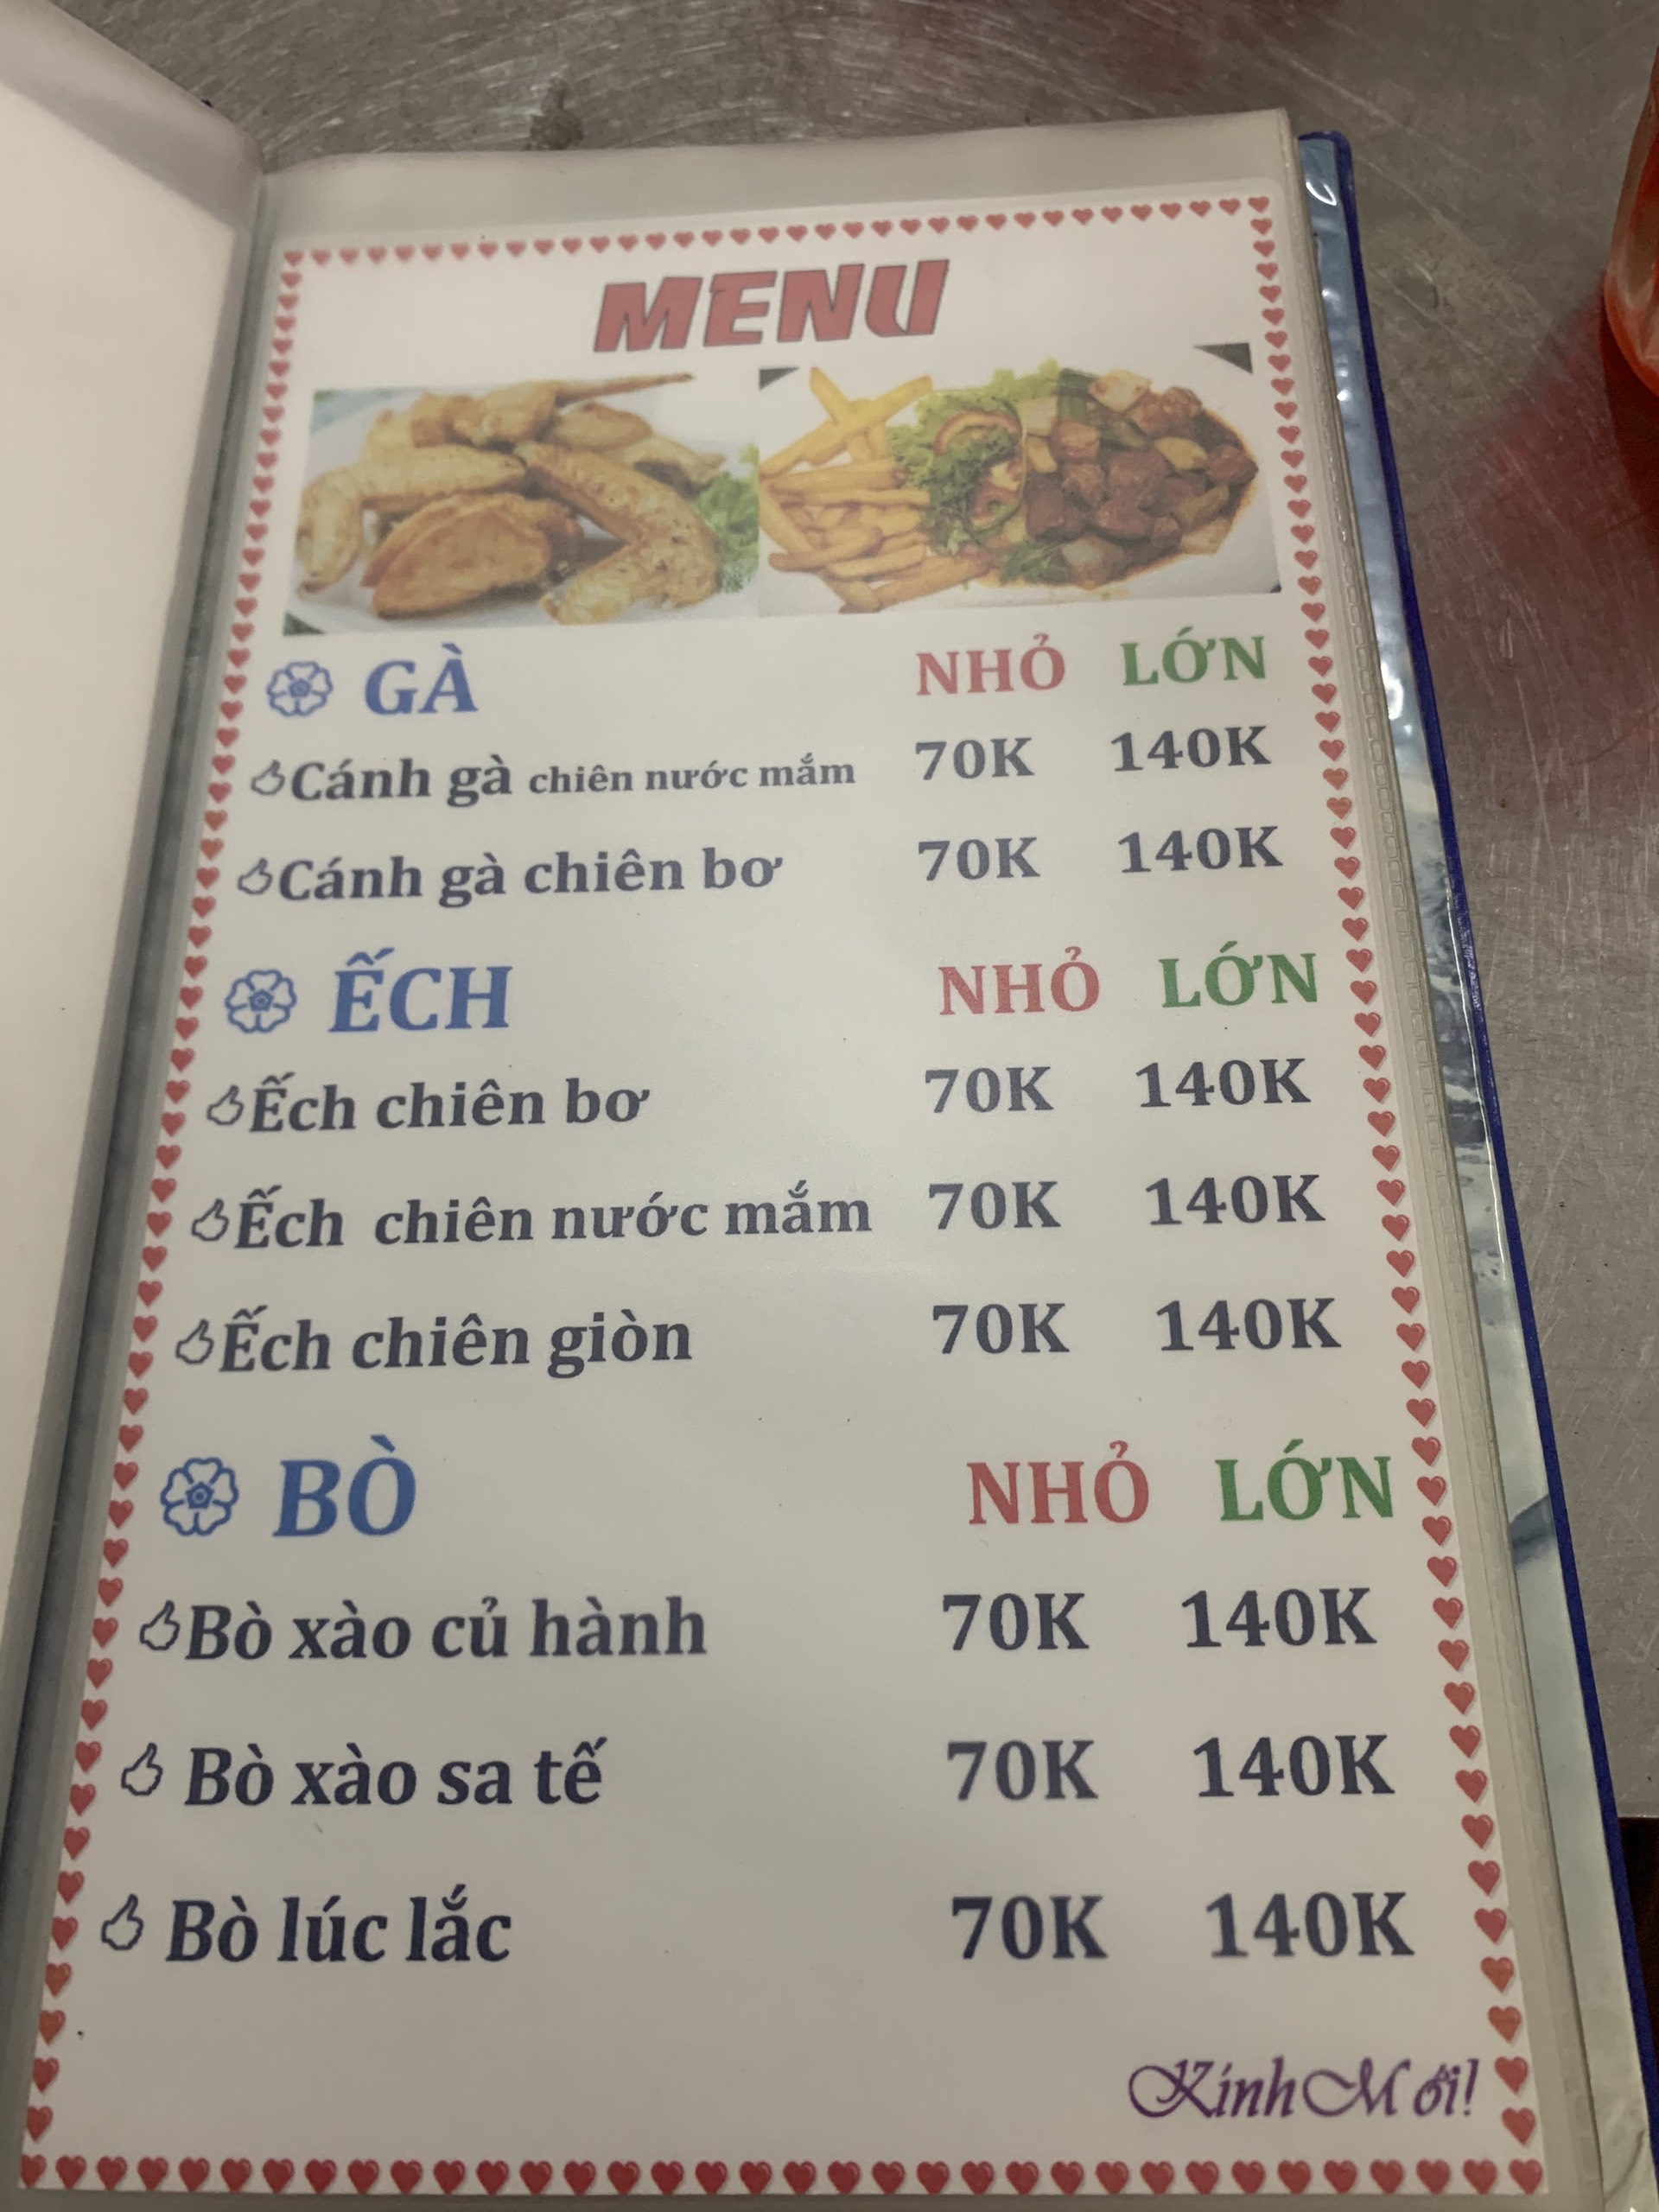 MENU
GÀ NHỎ LỚN
Cánh gà chiên nước mắm 70K 140K
Cánh gà chiên bơ 70K 140K
ẾCH NHỎ LỚN
Ếch chiên bơ 70K 140K
Ếch chiên nước mắm 70K 140K
Ếch chiên giòn 70K 140K
BÒ NHỎ LỚN
Bò xào củ hành 70K 140K
Bò xào sa tế 70K 140K
Bò lúc lắc 70K 140K
Kính Mời!